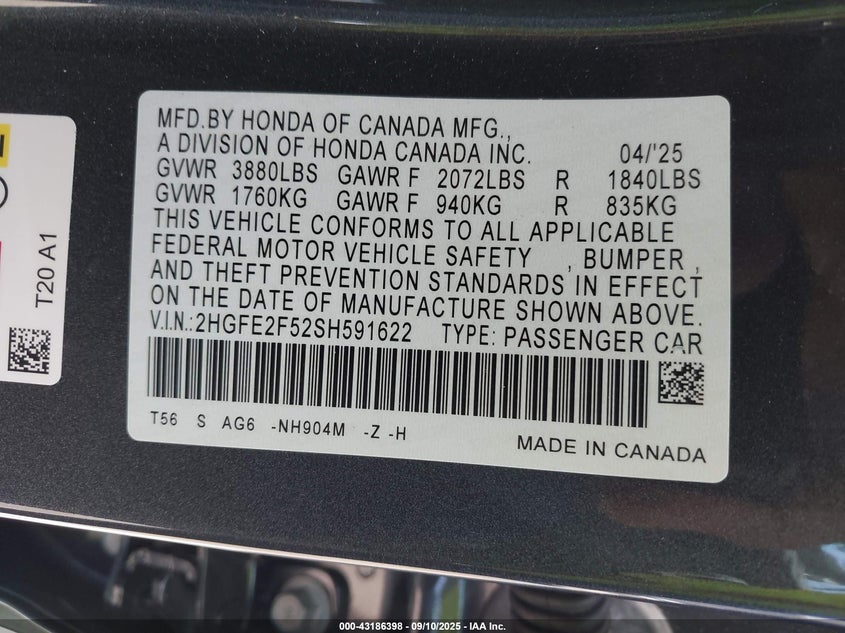 MFD.BY HONDA OF CANADA MFG.,
A DIVISION OF HONDA CANADA INC. 04/'25
GVWR 3880LBS GAWR F 2072LBS R 1840LBS
GVWR 1760KG GAWR F 940KG R 835KG
THIS VEHICLE CONFORMS TO ALL APPLICABLE
FEDERAL MOTOR VEHICLE SAFETY , BUMPER ,
AND THEFT PREVENTION STANDARDS IN EFFECT
ON THE DATE OF MANUFACTURE SHOWN ABOVE.
V.I.N.:2HGFE2F52SH591622 TYPE: PASSENGER CAR
T56 S AG6 -NH904M -Z -H
MADE IN CANADA
T20 A1
000-43186398 - 09/10/2025 - IAA Inc.